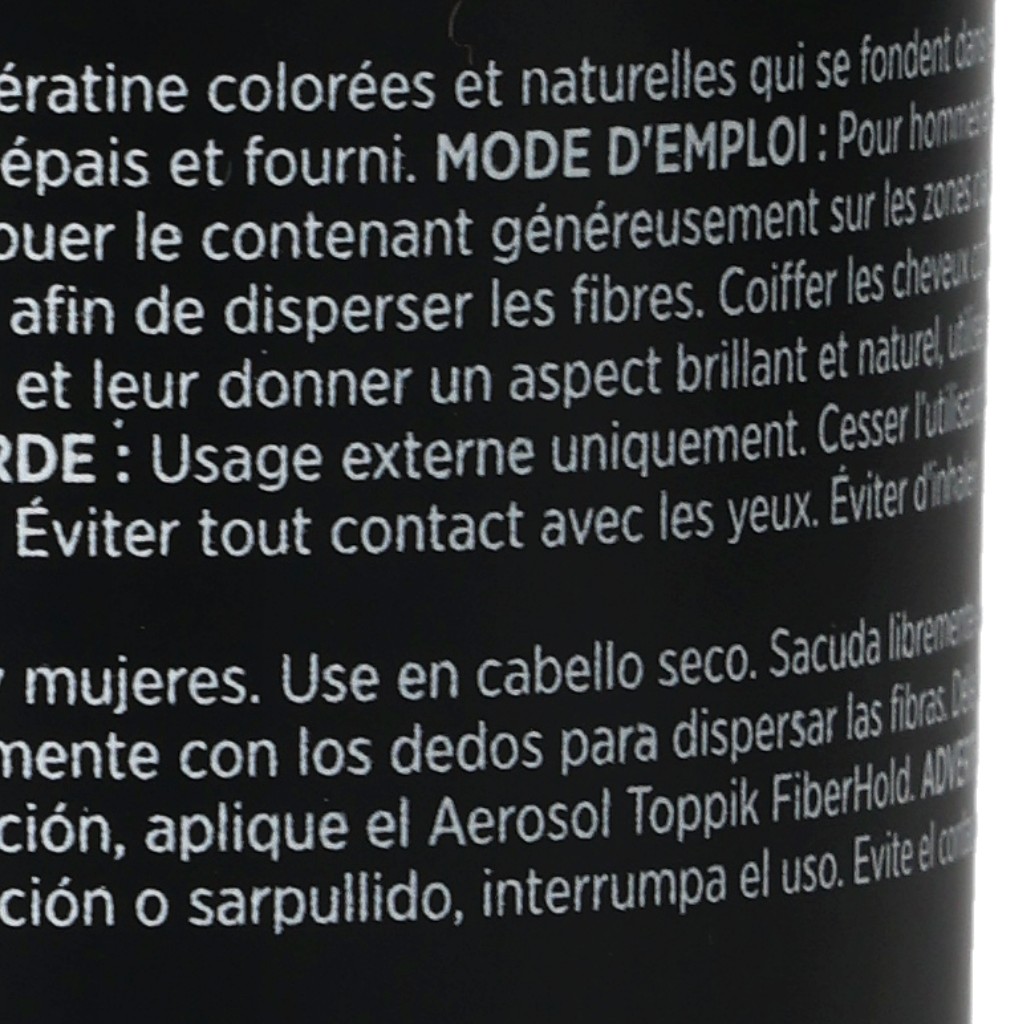 ératine colorées et naturelles qui se fondent dans
épais et fourni. MODE D'EMPLOI : Pour hommes
ouer le contenant généreusement sur les zones
afin de disperser les fibres. Coiffer les cheveux
et leur donner un aspect brillant et naturel,
RDE : Usage externe uniquement. Cesser l'utilisat
Éviter tout contact avec les yeux. Éviter d'inhaler
y mujeres. Use en cabello seco. Sacuda libremente
mente con los dedos para dispersar las fibras.
ción, aplique el Aerosol Toppik FiberHold. ADVE
ción o sarpullido, interrumpa el uso. Evite el